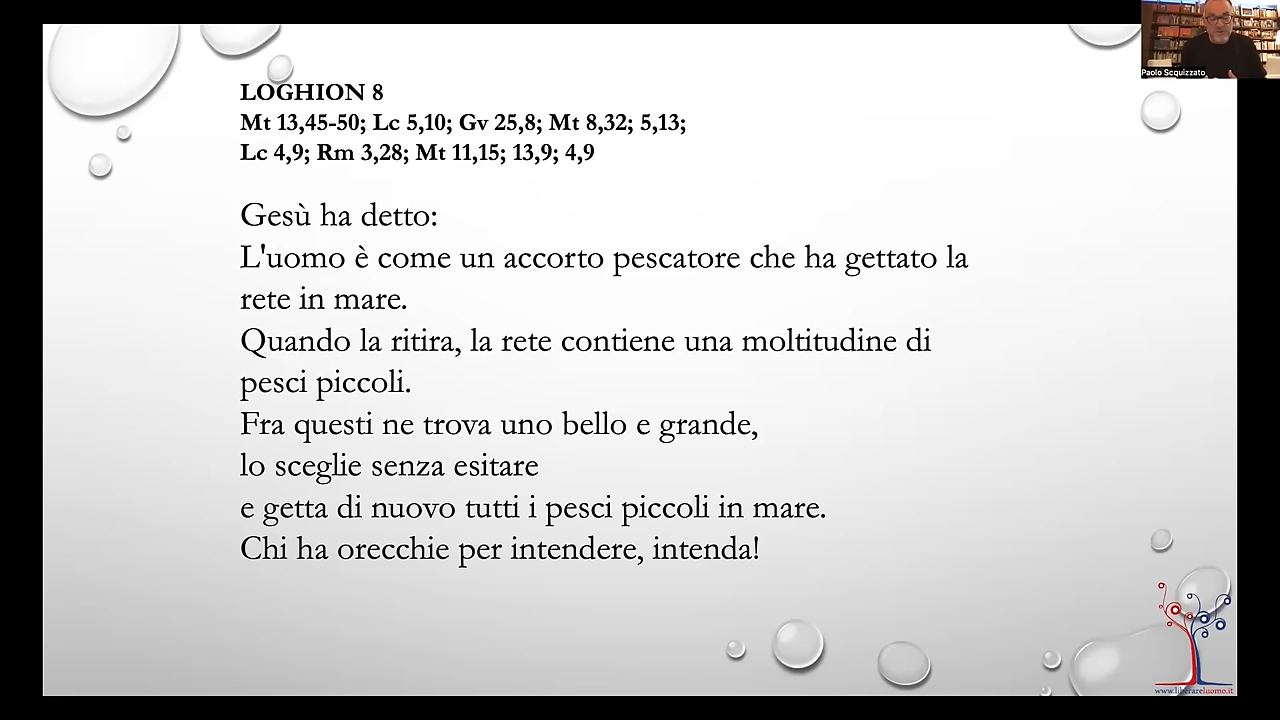 Paolo Scquizzato
LOGHION 8
Mt 13,45-50; Lc 5,10; Gv 25,8; Mt 8,32; 5,13;
Lc 4,9; Rm 3,28; Mt 11,15; 13,9; 4,9
Gesù ha detto:
L'uomo è come un accorto pescatore che ha gettato la
rete in mare.
Quando la ritira, la rete contiene una moltitudine di
pesci piccoli.
Fra questi ne trova uno bello e grande,
lo sceglie senza esitare
e getta di nuovo tutti i pesci piccoli in mare.
Chi ha orecchie per intendere, intenda!
www.liberareluomo.it